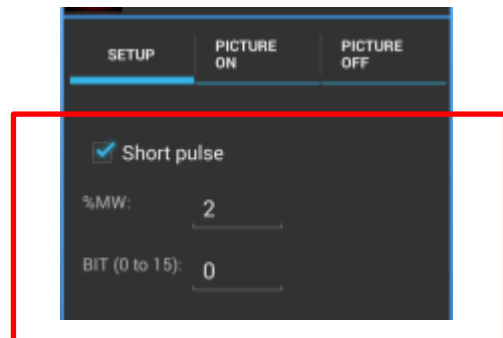 SETUP
PICTURE ON
PICTURE OFF
Short pulse
%MW: 2
BIT (0 to 15): 0